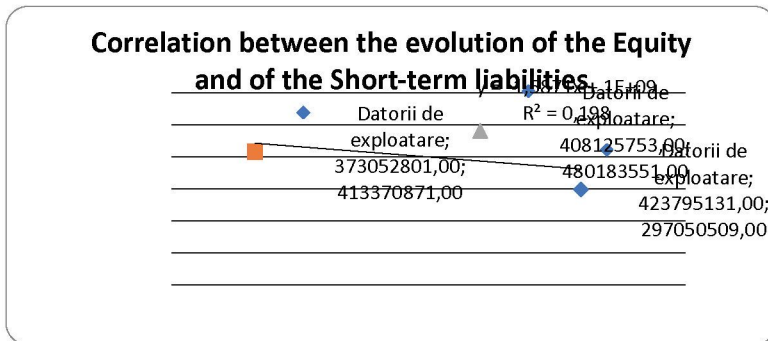 Correlation between the evolution of the Equity
and of the Short-term liabilities
R² = 0,198
Datorii de
exploatare;
373052801,00;
413370871,00
Datorii de
exploatare;
408125753,00;
480183551,00
Datorii de
exploatare;
423795131,00;
297050509,00